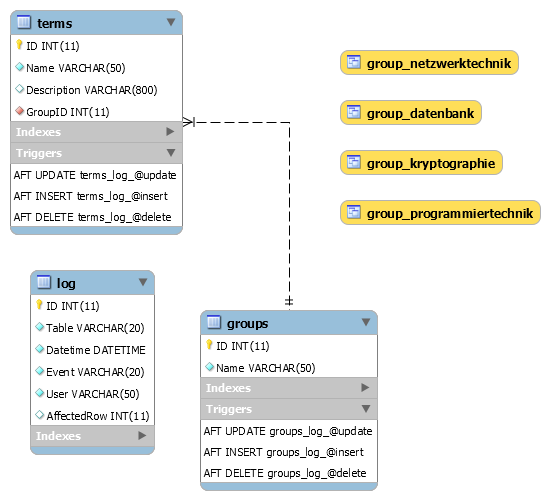 terms
ID INT(11)
Name VARCHAR(50)
Description VARCHAR(800)
GroupID INT(11)
Indexes
Triggers
AFT UPDATE terms_log_@update
AFT INSERT terms_log_@insert
AFT DELETE terms_log_@delete
group_netzwerktechnik
group_datenbank
group_kryptographie
group_programmiertechnik
log
ID INT(11)
Table VARCHAR(20)
Datetime DATETIME
Event VARCHAR(20)
User VARCHAR(50)
AffectedRow INT(11)
Indexes
groups
ID INT(11)
Name VARCHAR(50)
Indexes
Triggers
AFT UPDATE groups_log_@update
AFT INSERT groups_log_@insert
AFT DELETE groups_log_@delete